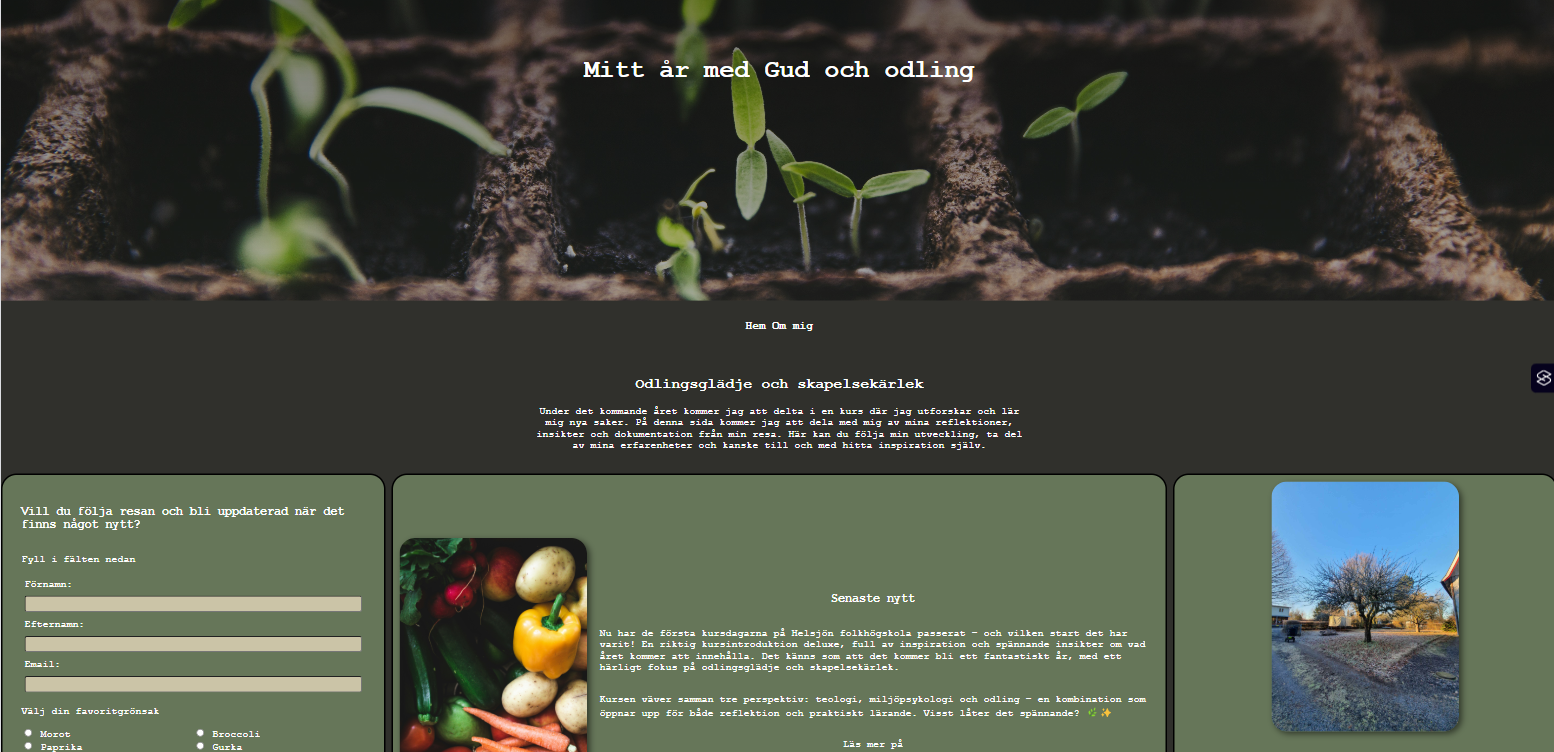 Mitt år med Gud och odling
Hem Om mig
Odlingsglädje och skapelsekärlek
Under det kommande året kommer jag att delta i en kurs där jag utforskar och lär
mig nya saker. På denna sida kommer jag att dela med mig av mina reflektioner,
insikter och dokumentation från min resa. Här kan du följa min utveckling, ta del
av mina erfarenheter och kanske till och med hitta inspiration själv.
Vill du följa resan och bli uppdaterad när det
finns något nytt?
Fyll i fälten nedan
Förnamn:
Efternamn:
Email:
Välj din favoritgrönsak
Morot
Broccoli
Paprika
Gurka
Senaste nytt
Nu har de första kursdagarna på Helsjön folkhögskola passerat – och vilken start det har
varit! En riktig kursintroduktion deluxe, full av inspiration och spännande insikter om vad
året kommer att innehålla. Det känns som att det kommer bli ett fantastiskt år, med ett
härligt fokus på odlingsglädje och skapelsekärlek.
Kursen väver samman tre perspektiv: teologi, miljöpsykologi och odling – en kombination som
öppnar upp för både reflektion och praktiskt lärande. Visst låter det spännande? 🌿✨
Läs mer på